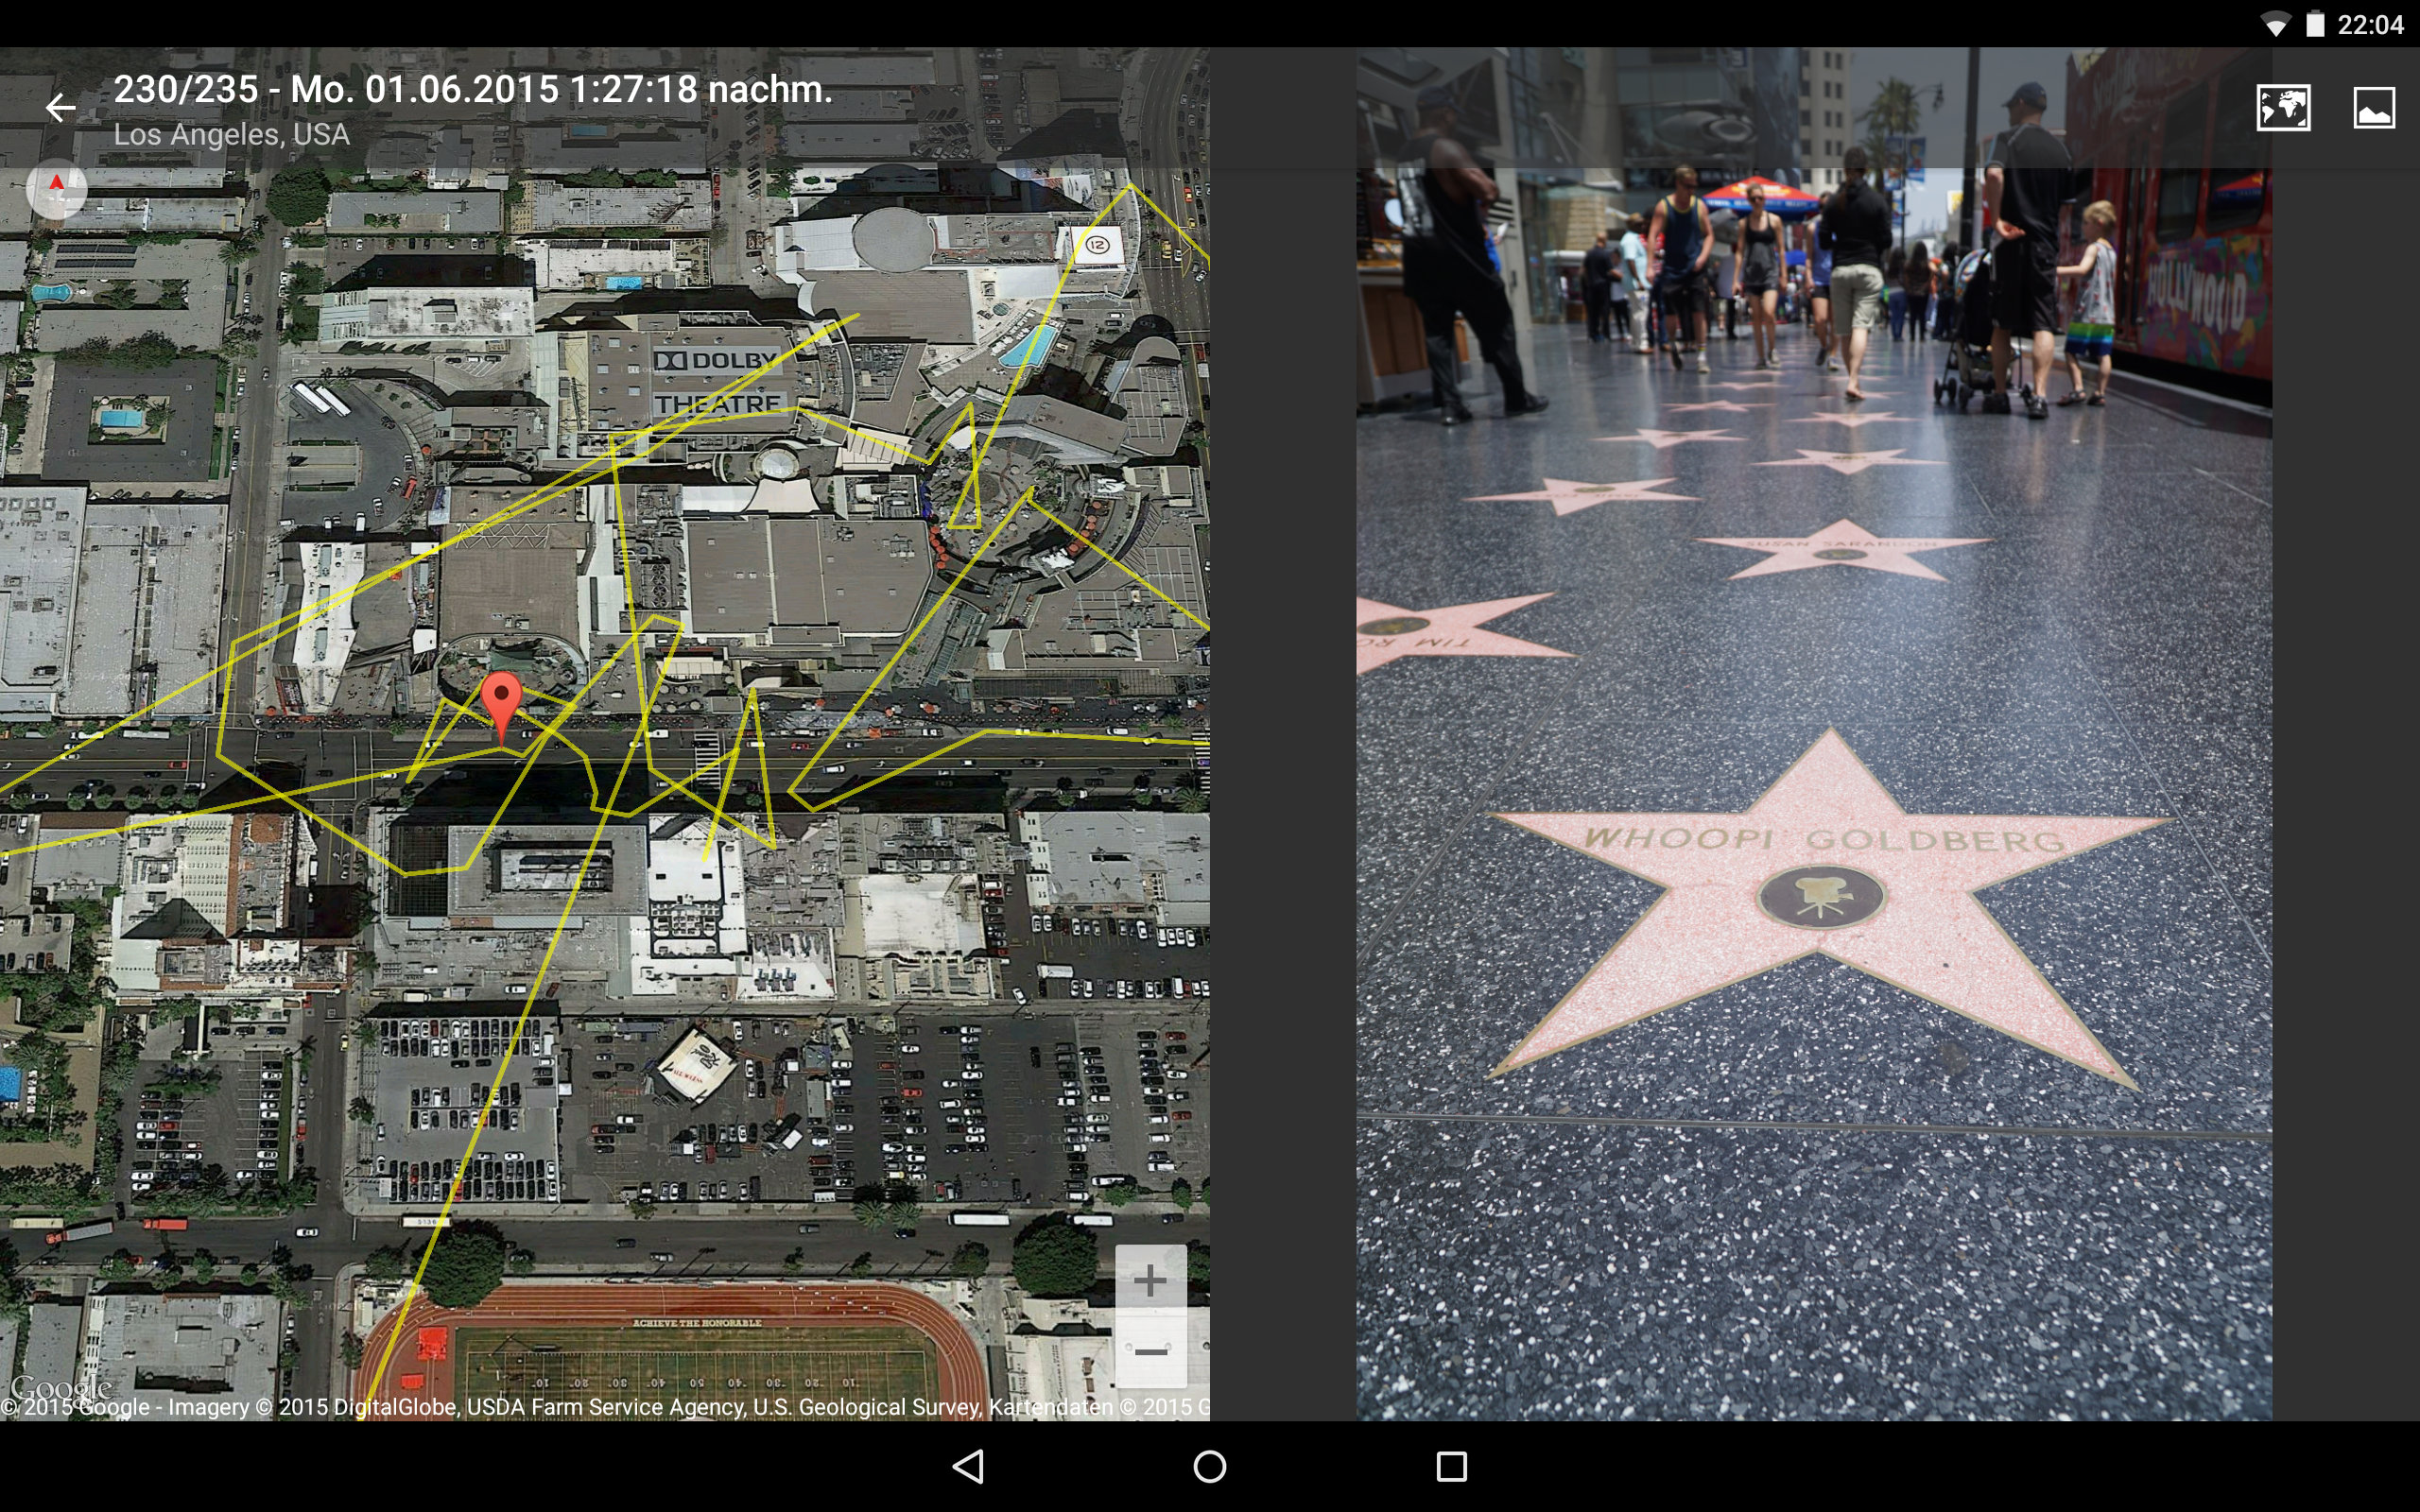 22:04
230/235 - Mo. 01.06.2015 1:27:18 nachm.
Los Angeles, USA
DOLBY
THEATRE
ACHIEVE THE HONORABLE
Google
© 2015 Google - Imagery © 2015 DigitalGlobe, USDA Farm Service Agency, U.S. Geological Survey, Kartendaten © 2015 G
HOLLYWOOD
SUSAN SARANDON
TIM RO
WHOOPI GOLDBERG